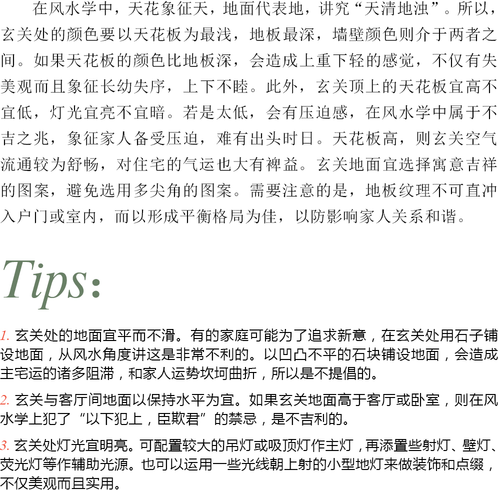 在风水学中，天花象征天，地面代表地，讲究“天清地浊”。所以，
玄关处的颜色要以天花板为最浅，地板最深，墙壁颜色则介于两者之
间。如果天花板的颜色比地板深，会造成上重下轻的感觉，不仅有失
美观而且象征长幼失序，上下不睦。此外，玄关顶上的天花板宜高不
宜低，灯光宜亮不宜暗。若是太低，会有压迫感，在风水学中属于不
吉之兆，象征家人备受压迫，难有出头时日。天花板高，则玄关空气
流通较为舒畅，对住宅的气运也大有裨益。玄关地面宜选择寓意吉祥
的图案，避免选用多尖角的图案。需要注意的是，地板纹理不可直冲
入户门或室内，而以形成平衡格局为佳，以防影响家人关系和谐。
Tips：
1. 玄关处的地面宜平而不滑。有的家庭可能为了追求新意，在玄关处用石子铺
设地面，从风水角度讲这是非常不利的。以凹凸不平的石块铺设地面，会造成
主宅运的诸多阻滞，和家人运势坎坷曲折，所以是不提倡的。
2. 玄关与客厅间地面以保持水平为宜。如果玄关地面高于客厅或卧室，则在风
水学上犯了“以下犯上，臣欺君”的禁忌，是不吉利的。
3. 玄关处灯光宜明亮。可配置较大的吊灯或吸顶灯作主灯，再添置些射灯、壁灯、
荧光灯等作辅助光源。也可以运用一些光线朝上射的小型地灯来做装饰和点缀，
不仅美观而且实用。